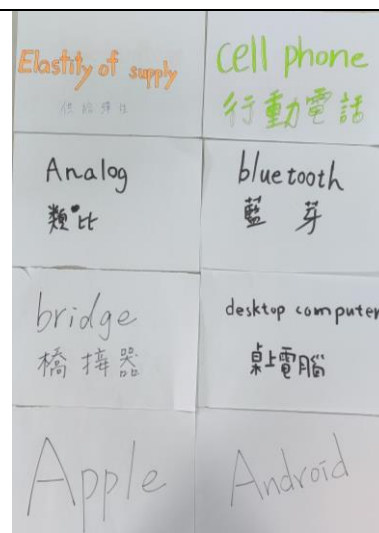 Elastity of supply
供給彈性
cell phone
行動電話
Analog
類比
bluetooth
藍芽
bridge
橋接器
desktop computer
桌上電腦
Apple
Android